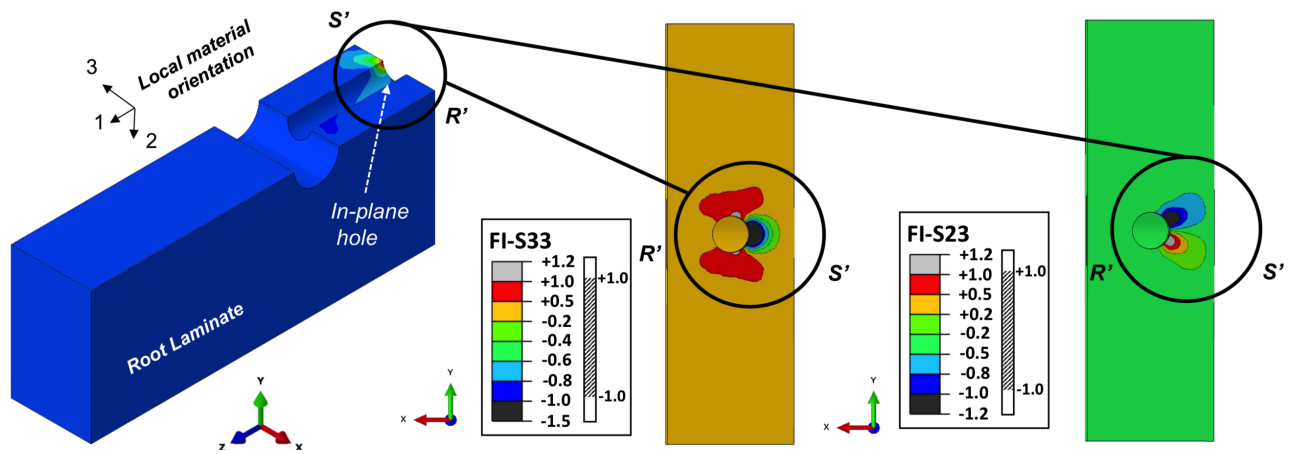 S'
3
Local material
orientation
1
2
R'
In-plane
hole
Root Laminate
Y
Z
X
FI-S33
+1.2
+1.0
+0.5
-0.2
-0.4
-0.6
-0.8
-1.0
-1.5
+1.0
-1.0
Y
X
R'
S'
FI-S23
+1.2
+1.0
+0.5
+0.2
-0.2
-0.5
-0.8
-1.0
-1.2
+1.0
-1.0
Y
X
R'
S'